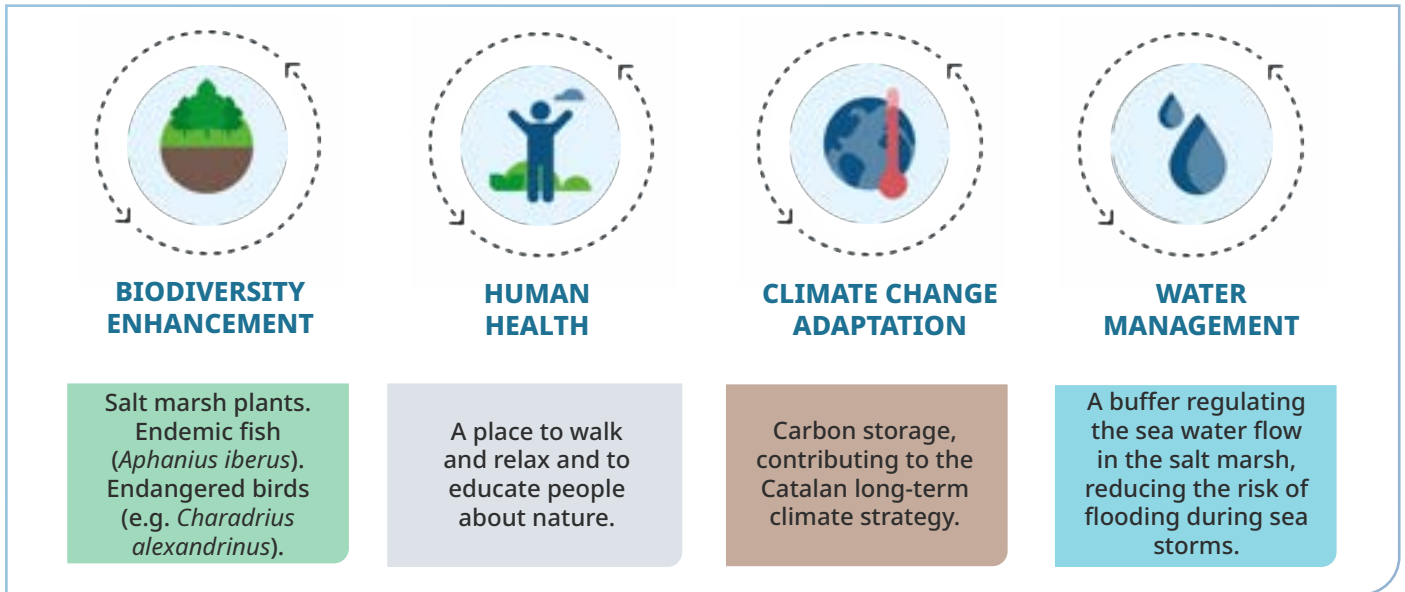 BIODIVERSITY
ENHANCEMENT
Salt marsh plants.
Endemic fish
(Aphanius iberus).
Endangered birds
(e.g. Charadrius
alexandrinus).
HUMAN
HEALTH
A place to walk
and relax and to
educate people
about nature.
CLIMATE CHANGE
ADAPTATION
Carbon storage,
contributing to the
Catalan long-term
climate strategy.
WATER
MANAGEMENT
A buffer regulating
the sea water flow
in the salt marsh,
reducing the risk of
flooding during sea
storms.